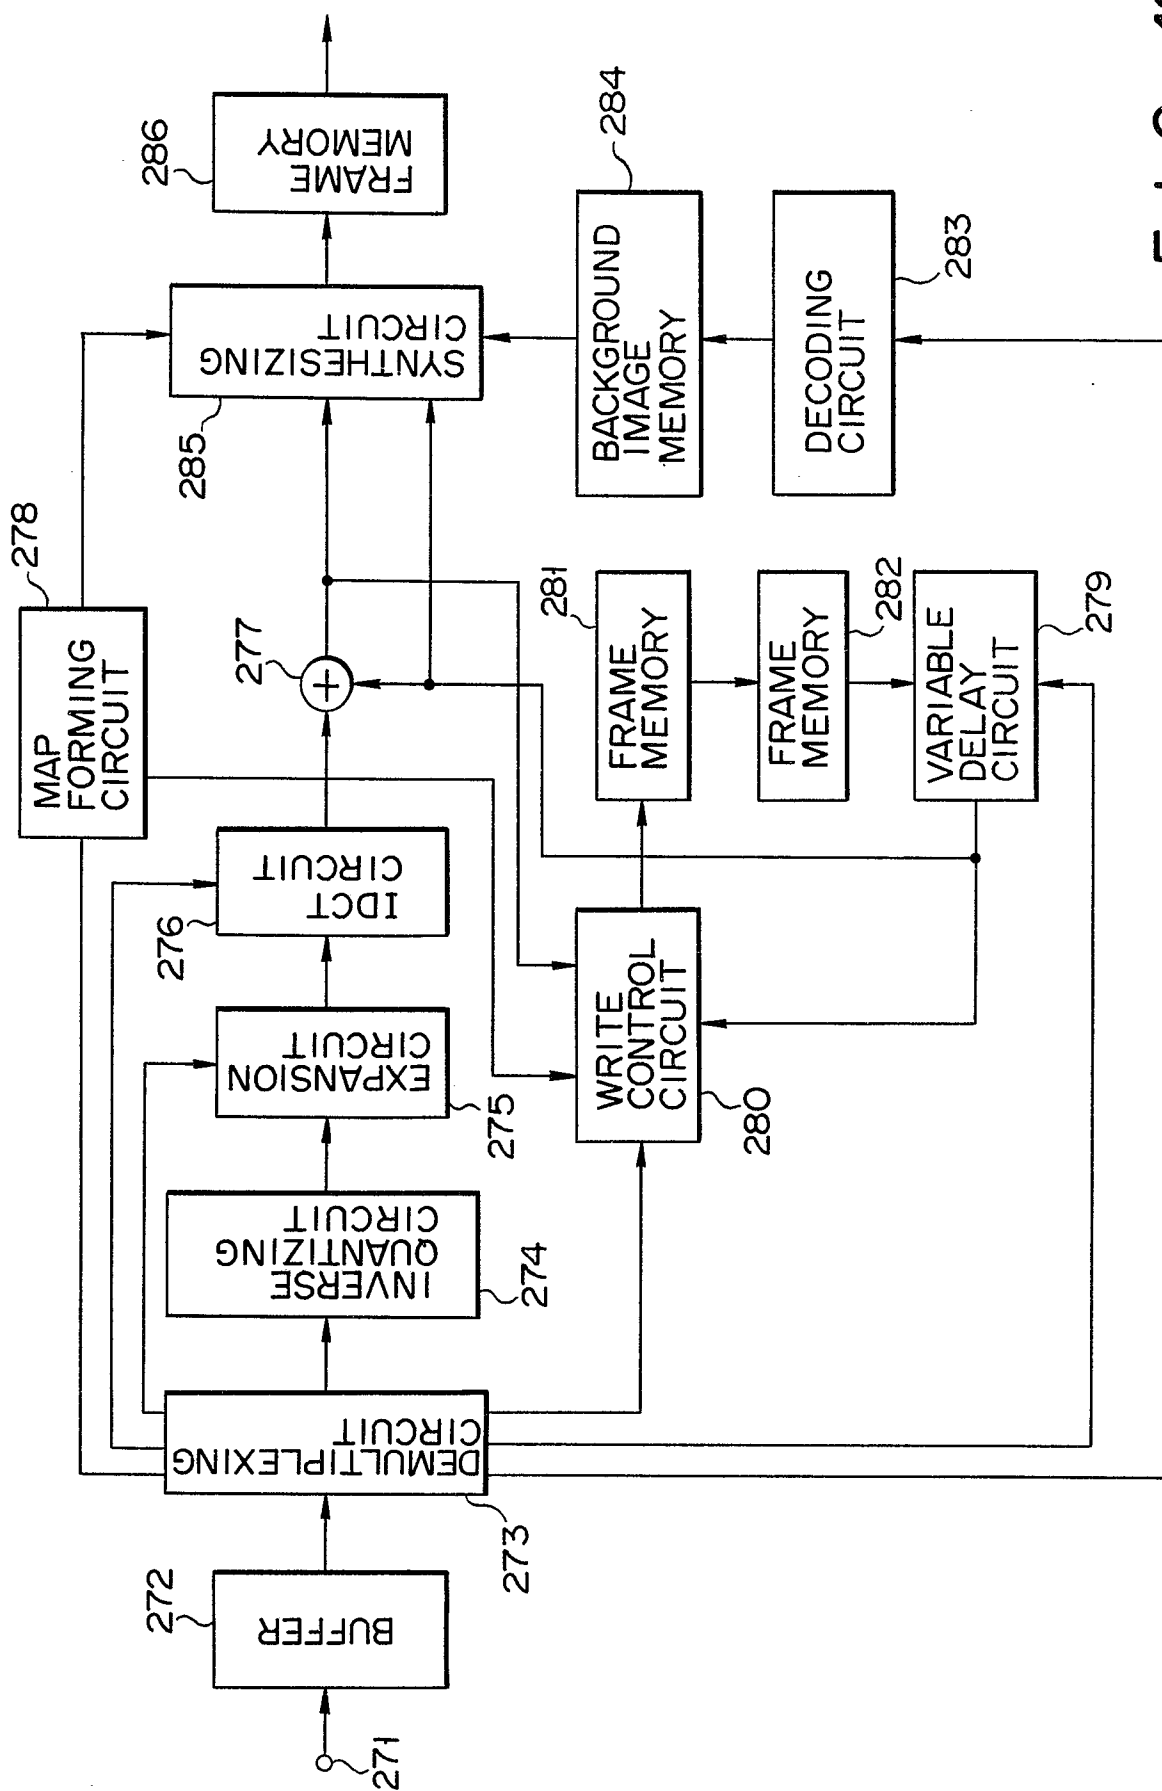 271
272
BUFFER
273
DEMULTIPLEXING
CIRCUIT
INVERSE
QUANTIZING
CIRCUIT
274
EXPANSION
CIRCUIT
275
276
IDCT
CIRCUIT
277
278
MAP
FORMING
CIRCUIT
285
SYNTHESIZING
CIRCUIT
286
FRAME
MEMORY
WRITE
CONTROL
CIRCUIT
280
281
FRAME
MEMORY
282
FRAME
MEMORY
VARIABLE
DELAY
CIRCUIT
279
284
BACKGROUND
IMAGE
MEMORY
DECODING
CIRCUIT
283